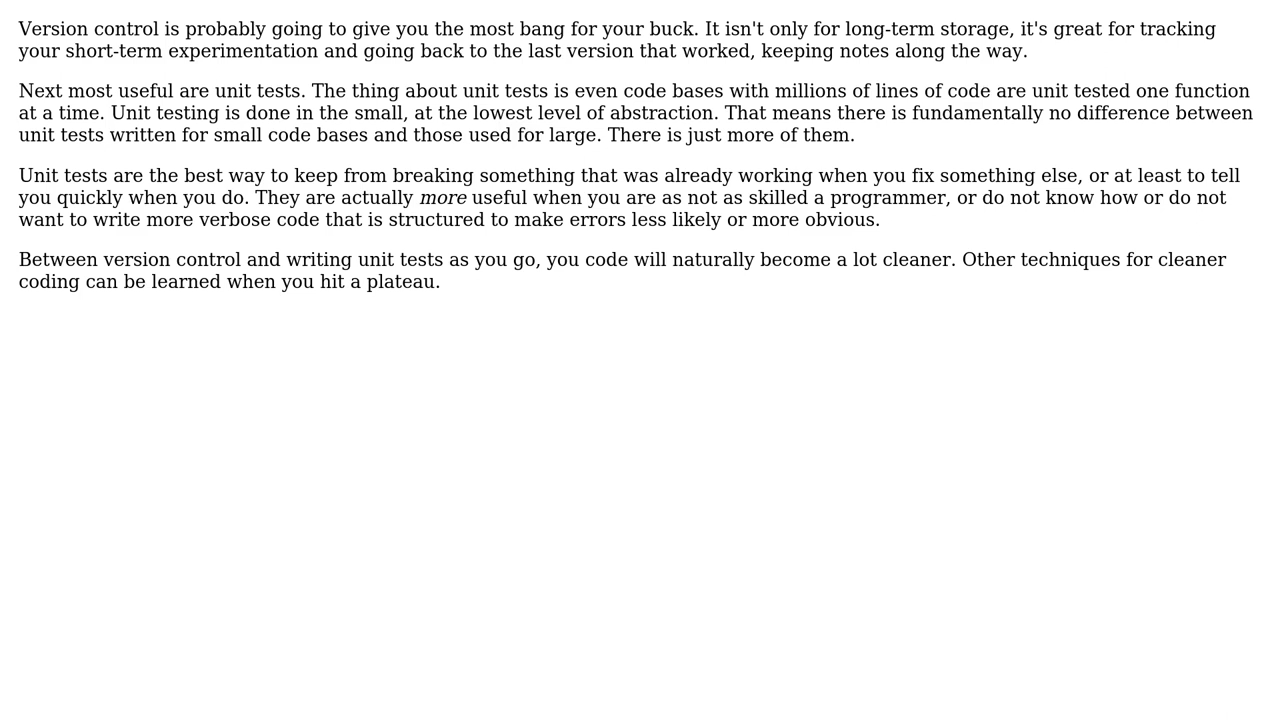 Version control is probably going to give you the most bang for your buck. It isn't only for long-term storage, it's great for tracking
your short-term experimentation and going back to the last version that worked, keeping notes along the way.
Next most useful are unit tests. The thing about unit tests is even code bases with millions of lines of code are unit tested one function
at a time. Unit testing is done in the small, at the lowest level of abstraction. That means there is fundamentally no difference between
unit tests written for small code bases and those used for large. There is just more of them.
Unit tests are the best way to keep from breaking something that was already working when you fix something else, or at least to tell
you quickly when you do. They are actually more useful when you are as not as skilled a programmer, or do not know how or do not
want to write more verbose code that is structured to make errors less likely or more obvious.
Between version control and writing unit tests as you go, you code will naturally become a lot cleaner. Other techniques for cleaner
coding can be learned when you hit a plateau.